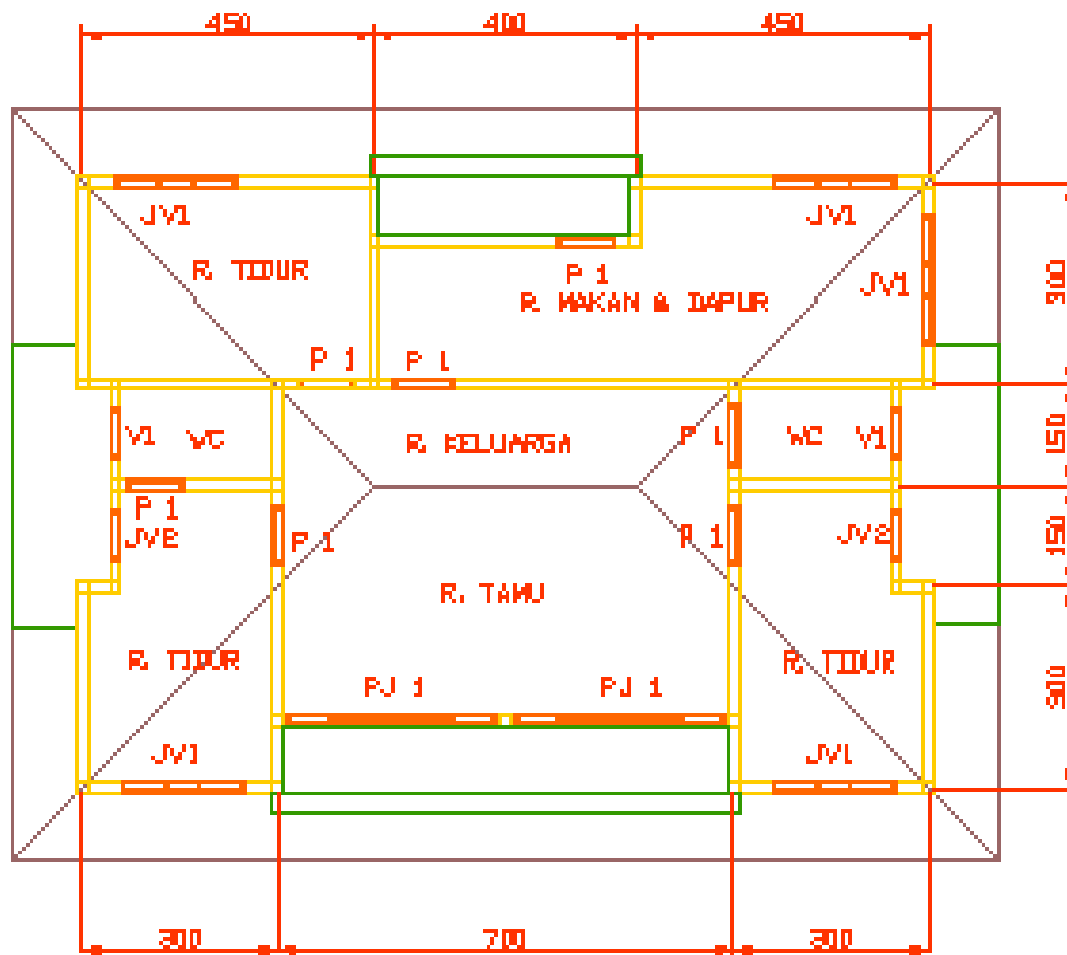 450 400 450
JV1 JV1
R. TIDUR
P 1
JV1
300
R. MAKAN & DAPUR
P 1 P 1
V1 WC R. KELUARGA P 1 WC V1
150
P 1
JV2 P 1 P 1 JV2
150
R. TAMU
R. TIDUR R. TIDUR
PJ 1 PJ 1
300
JV1 JV1
300 700 300